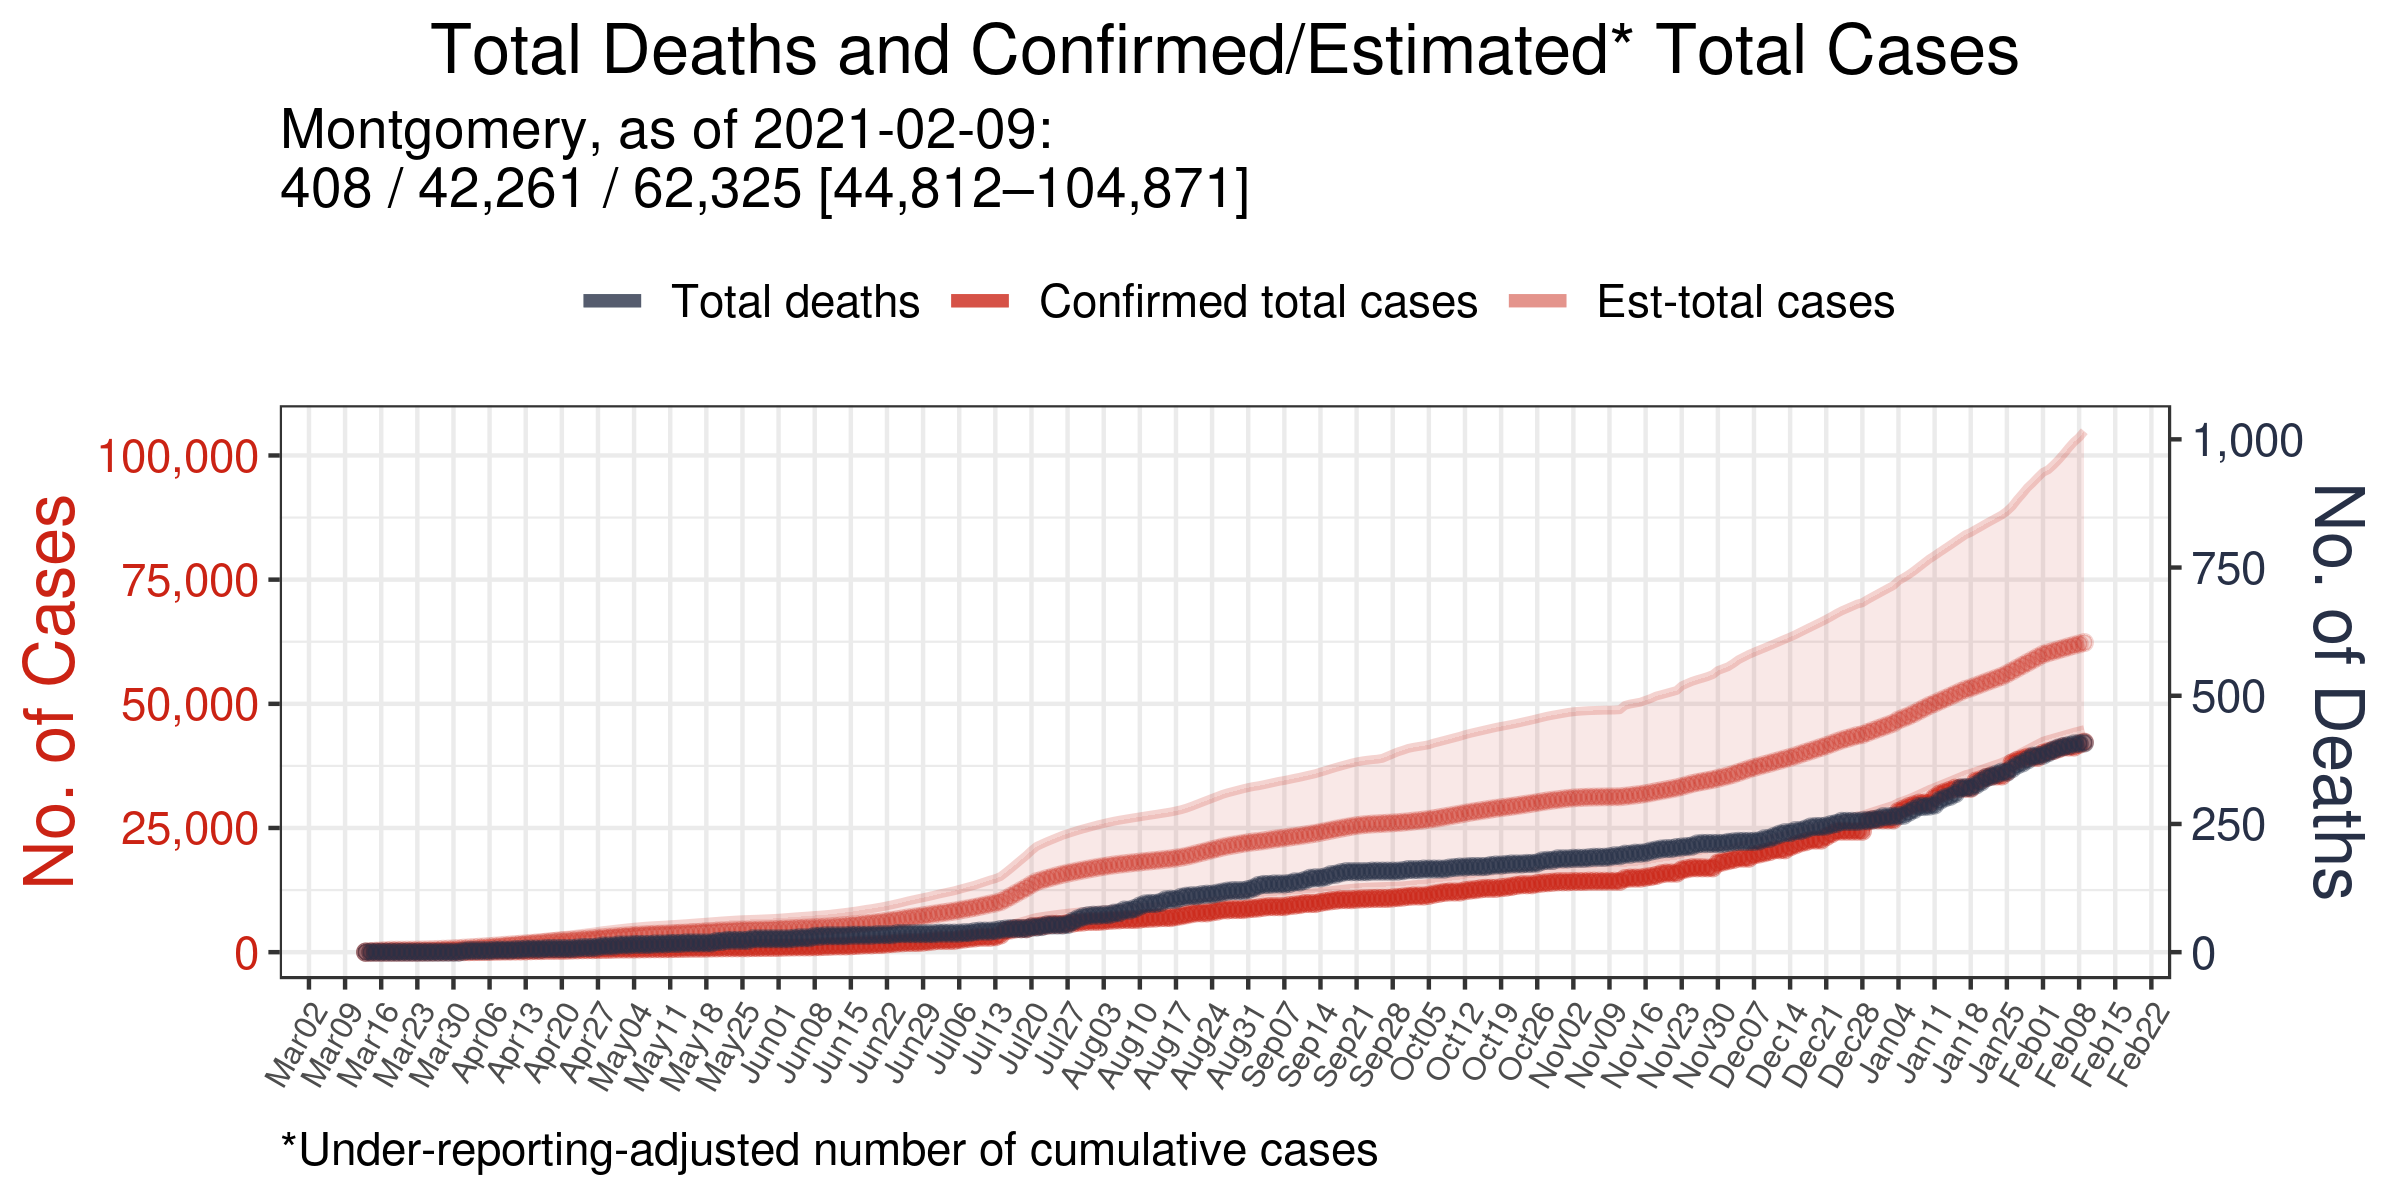 Total Deaths and Confirmed/Estimated* Total Cases
Montgomery, as of 2021-02-09:
408 / 42,261 / 62,325 [44,812–104,871]
Total deaths
Confirmed total cases
Est-total cases
No. of Cases
100,000
75,000
50,000
25,000
0
1,000
750
500
250
0
No. of Deaths
Mar02
Mar09
Mar16
Mar23
Mar30
Apr06
Apr13
Apr20
Apr27
May04
May11
May18
May25
Jun01
Jun08
Jun15
Jun22
Jun29
Jul06
Jul13
Jul20
Jul27
Aug03
Aug10
Aug17
Aug24
Aug31
Sep07
Sep14
Sep21
Sep28
Oct05
Oct12
Oct19
Oct26
Nov02
Nov09
Nov16
Nov23
Nov30
Dec07
Dec14
Dec21
Dec28
Jan04
Jan11
Jan18
Jan25
Feb01
Feb08
Feb15
Feb22
*Under-reporting-adjusted number of cumulative cases